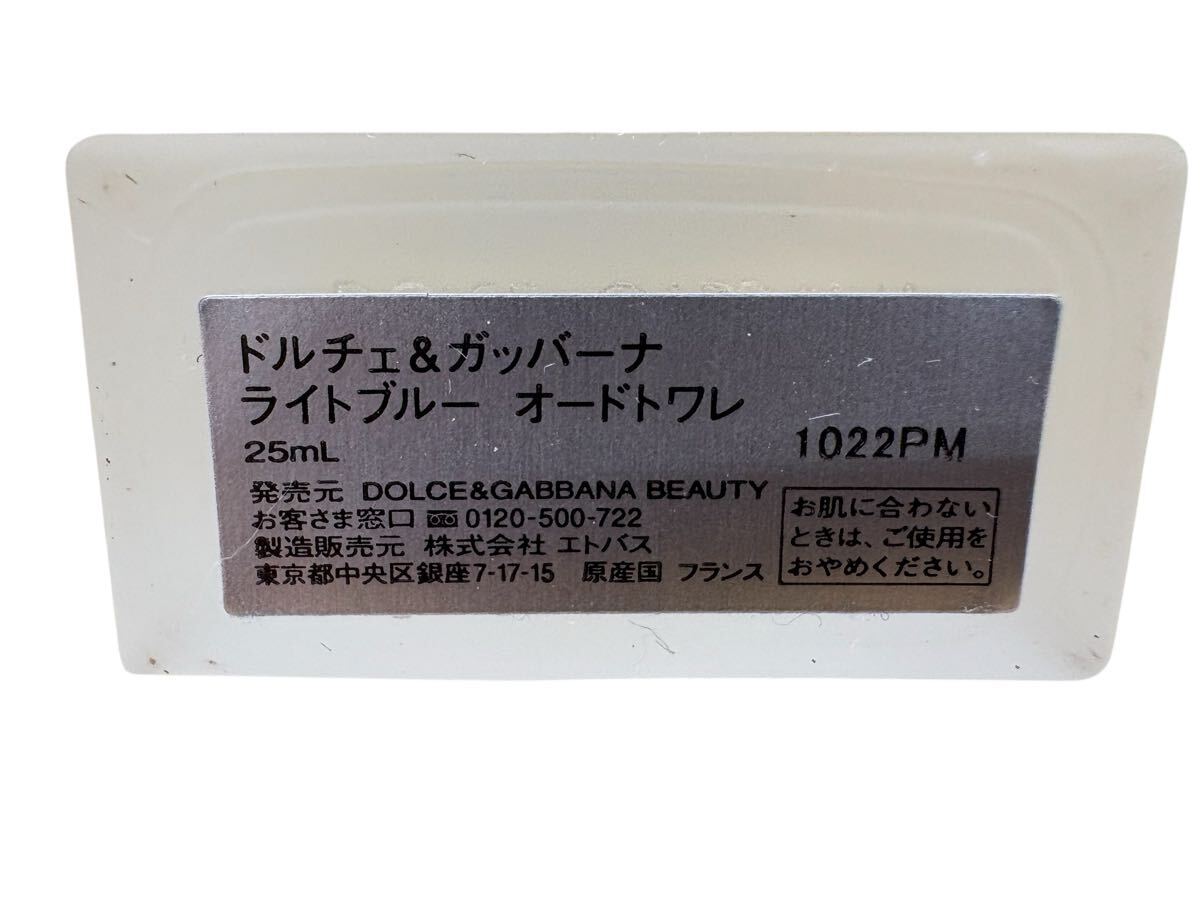 ドルチェ&ガッバーナ
ライトブルー オードトワレ
25mL
1022PM
発売元 DOLCE&GABBANA BEAUTY
お客さま窓口 0120-500-722
製造販売元 株式会社 エトバス
東京都中央区銀座7-17-15 原産国 フランス
お肌に合わない
ときは、ご使用を
おやめください。